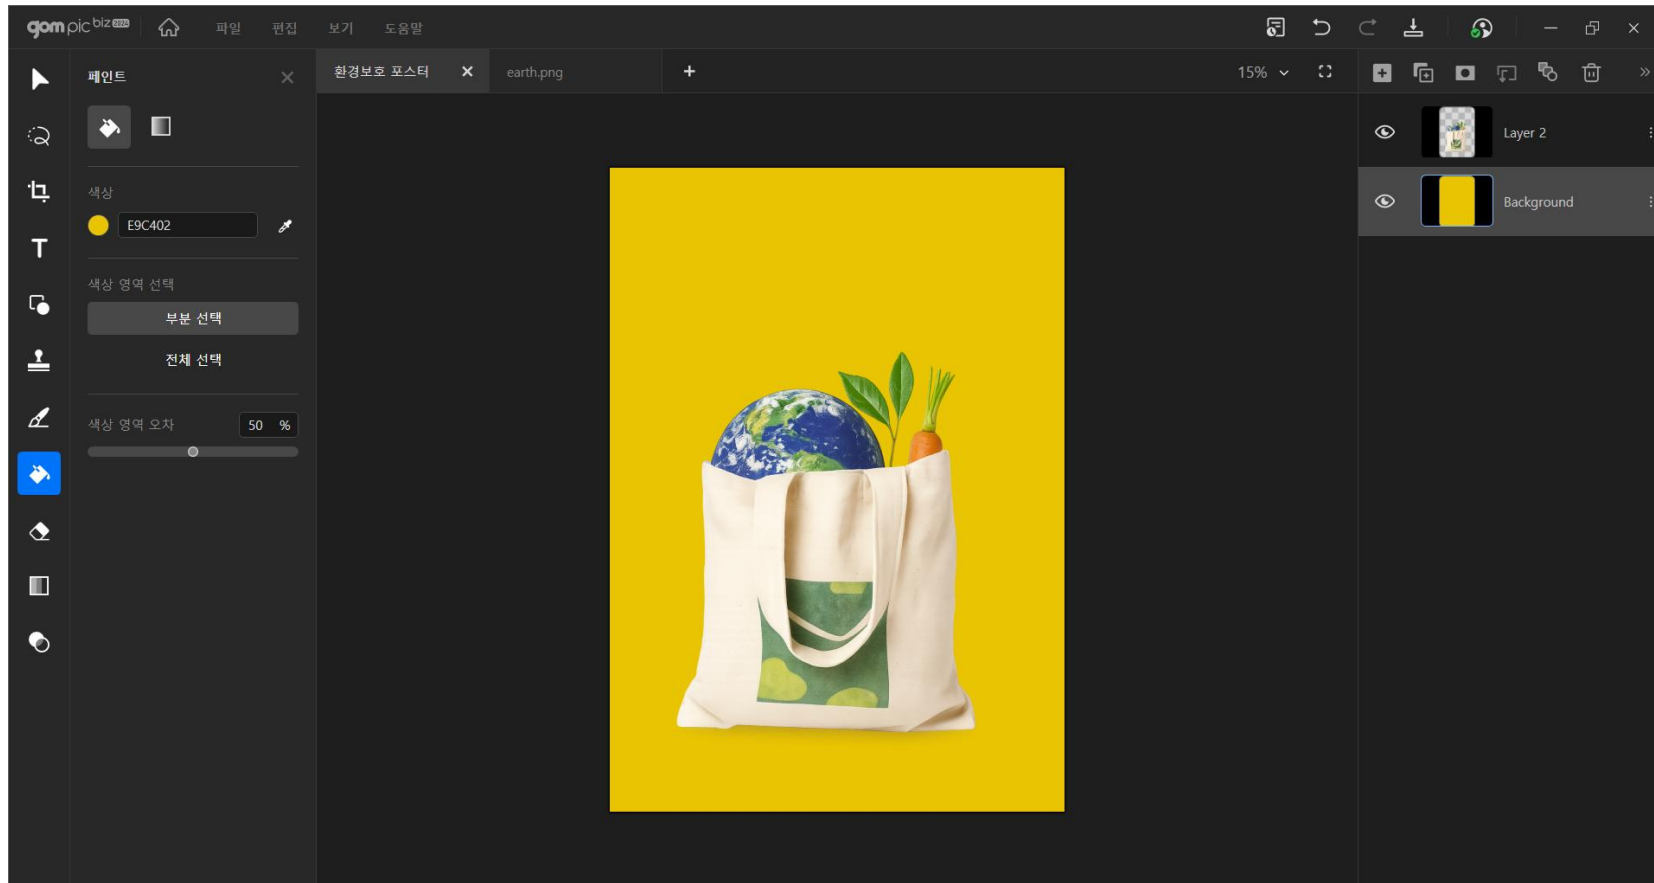 gom pic biz 2024 파일 편집 보기 도움말
페인트
환경보호 포스터 earth.png 15%
색상
E9C402
색상 영역 선택
부분 선택
전체 선택
색상 영역 오차 50 %
Layer 2
Background